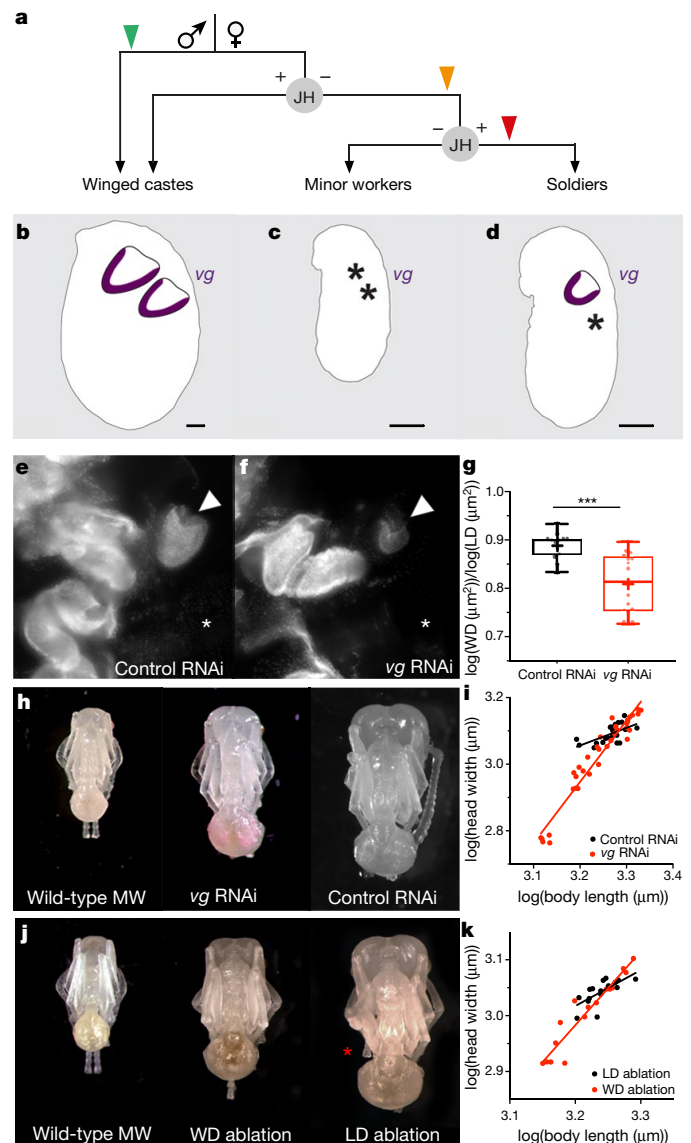 a
♂ ♀
+ JH −
− JH +
Winged castes Minor workers Soldiers
b vg
c vg
* *
d vg
*
e
*
Control RNAi
f
*
vg RNAi
g
***
log(WD (μm²))/log(LD (μm²))
1.0
0.9
0.8
0.7
Control RNAi vg RNAi
h
Wild-type MW vg RNAi Control RNAi
i
log(head width (μm))
3.2
3.0
2.8
Control RNAi
vg RNAi
3.1 3.2 3.3 3.4
log(body length (μm))
j
*
Wild-type MW WD ablation LD ablation
k
log(head width (μm))
3.1
3.0
2.9
LD ablation
WD ablation
3.1 3.2 3.3
log(body length (μm))